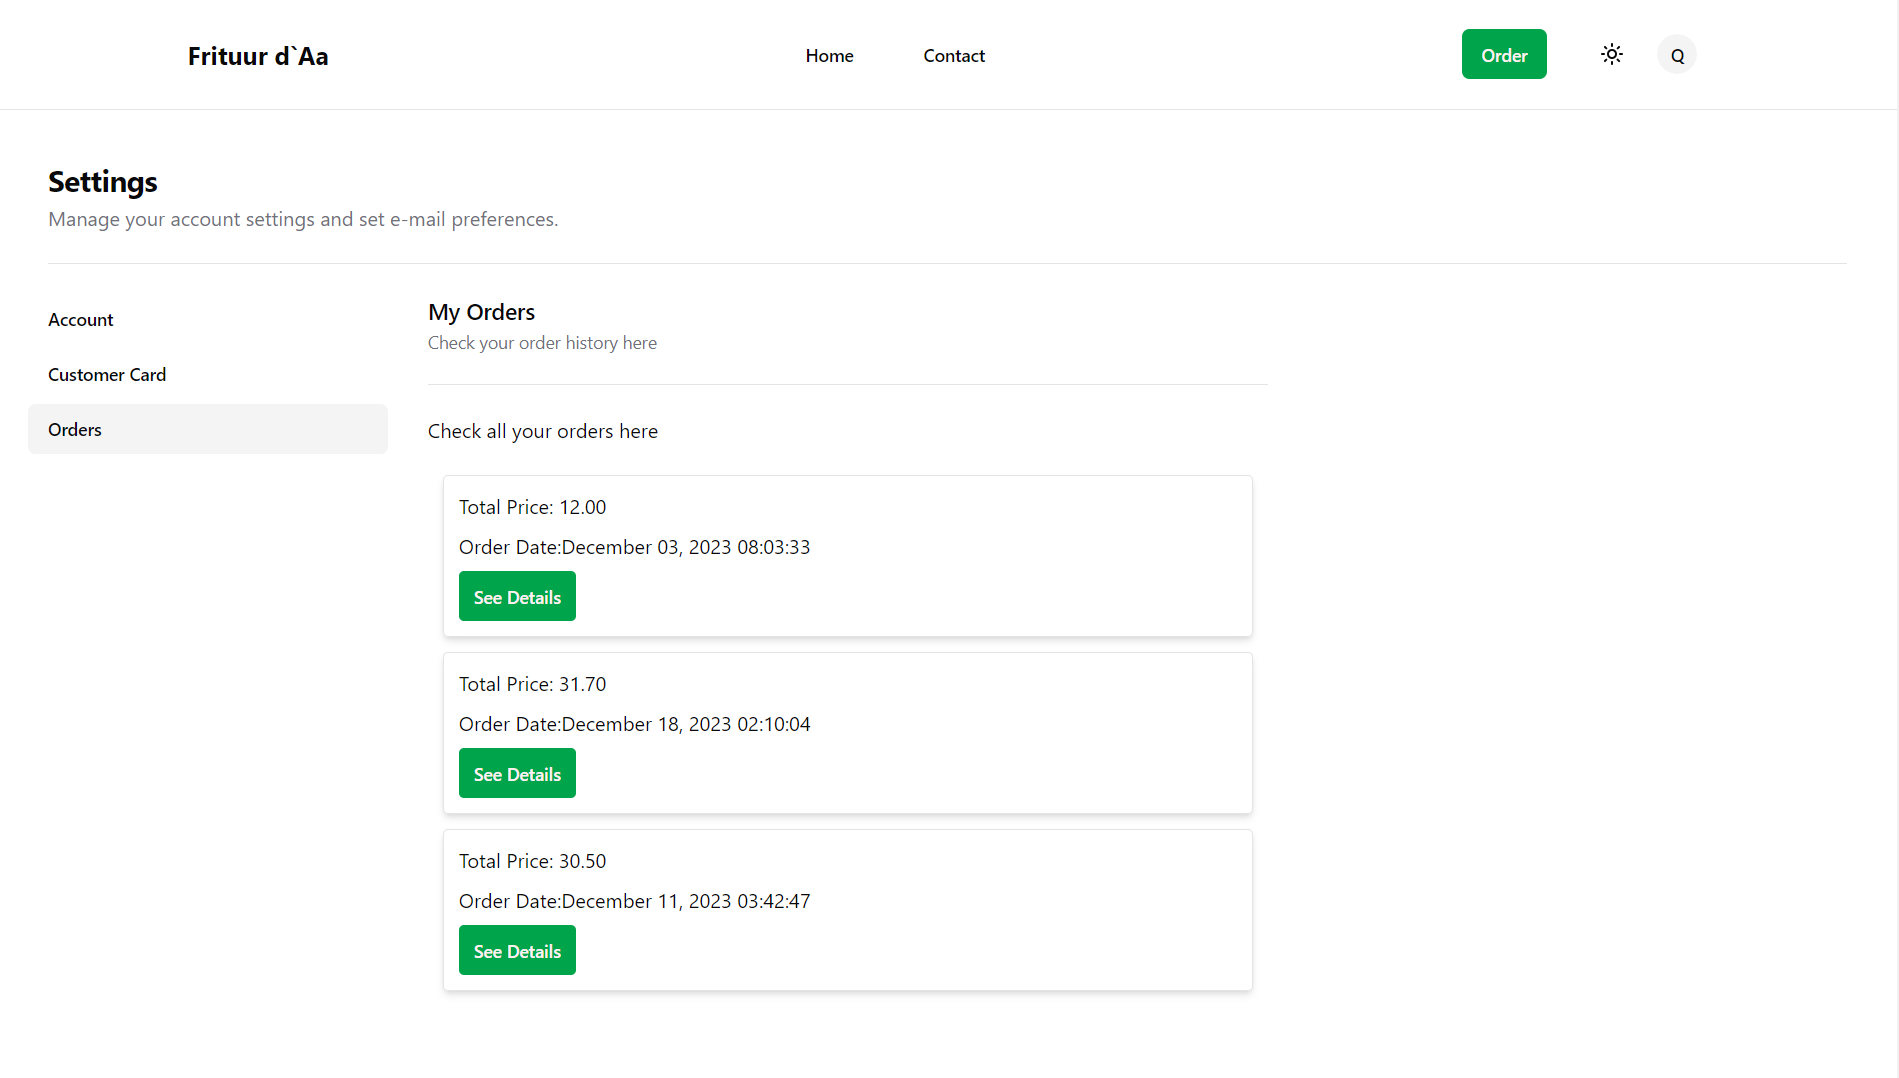 Frituur d`Aa
Home
Contact
Order
Q
Settings
Manage your account settings and set e-mail preferences.
Account
Customer Card
Orders
My Orders
Check your order history here
Check all your orders here
Total Price: 12.00
Order Date:December 03, 2023 08:03:33
See Details
Total Price: 31.70
Order Date:December 18, 2023 02:10:04
See Details
Total Price: 30.50
Order Date:December 11, 2023 03:42:47
See Details